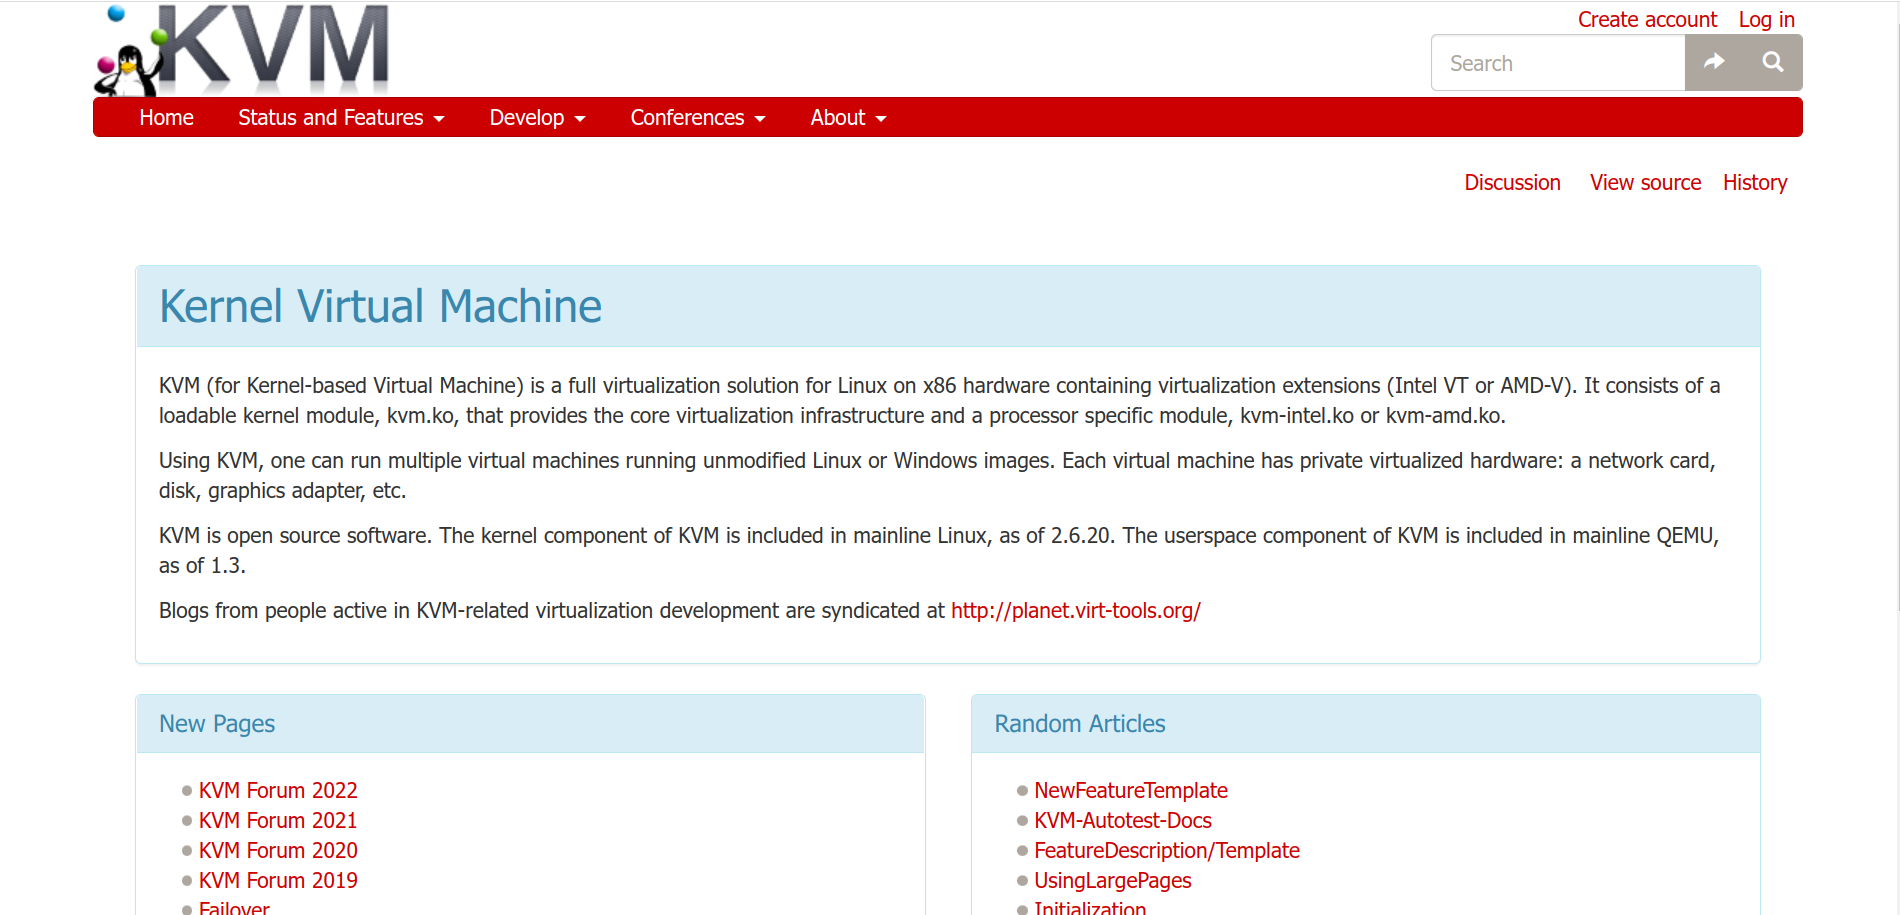 KVM
Create account Log in
Search
Home Status and Features Develop Conferences About
Discussion View source History
Kernel Virtual Machine
KVM (for Kernel-based Virtual Machine) is a full virtualization solution for Linux on x86 hardware containing virtualization extensions (Intel VT or AMD-V). It consists of a
loadable kernel module, kvm.ko, that provides the core virtualization infrastructure and a processor specific module, kvm-intel.ko or kvm-amd.ko.
Using KVM, one can run multiple virtual machines running unmodified Linux or Windows images. Each virtual machine has private virtualized hardware: a network card,
disk, graphics adapter, etc.
KVM is open source software. The kernel component of KVM is included in mainline Linux, as of 2.6.20. The userspace component of KVM is included in mainline QEMU,
as of 1.3.
Blogs from people active in KVM-related virtualization development are syndicated at http://planet.virt-tools.org/
New Pages
KVM Forum 2022
KVM Forum 2021
KVM Forum 2020
KVM Forum 2019
Failover
Random Articles
NewFeatureTemplate
KVM-Autotest-Docs
FeatureDescription/Template
UsingLargePages
Initialization